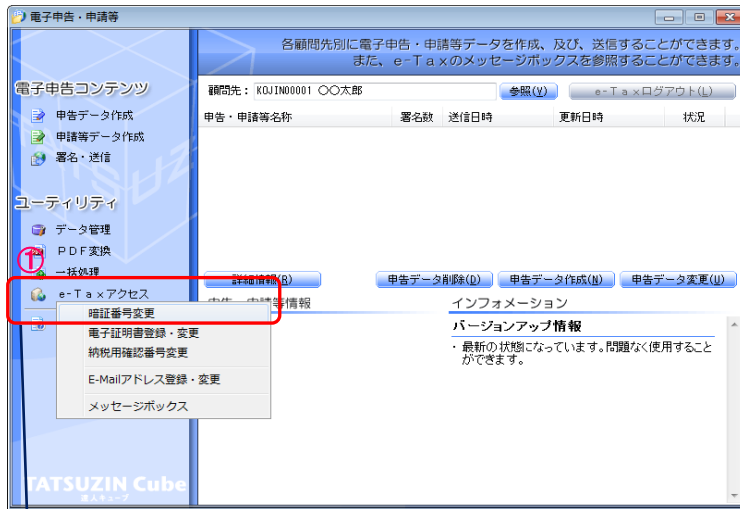 電子申告・申請等
各顧問先別に電子申告・申請等データを作成、及び、送信することができます。
また、e-Taxのメッセージボックスを参照することができます。
電子申告コンテンツ
申告データ作成
申請等データ作成
署名・送信
ユーティリティ
データ管理
PDF変換
①
一括処理
e-Taxアクセス
顧問先: KOJIN00001 〇〇太郎
参照(V)
e-Taxログアウト(L)
申告・申請等名称 署名数 送信日時 更新日時 状況
詳細情報(R)
申告データ削除(D)
申告データ作成(N)
申告データ変更(U)
申告・申請等情報
インフォメーション
暗証番号変更
電子証明書登録・変更
納税用確認番号変更
E-Mailアドレス登録・変更
メッセージボックス
バージョンアップ情報
・最新の状態になっています。問題なく使用すること
ができます。
TATSUZIN Cube
達人キューブ